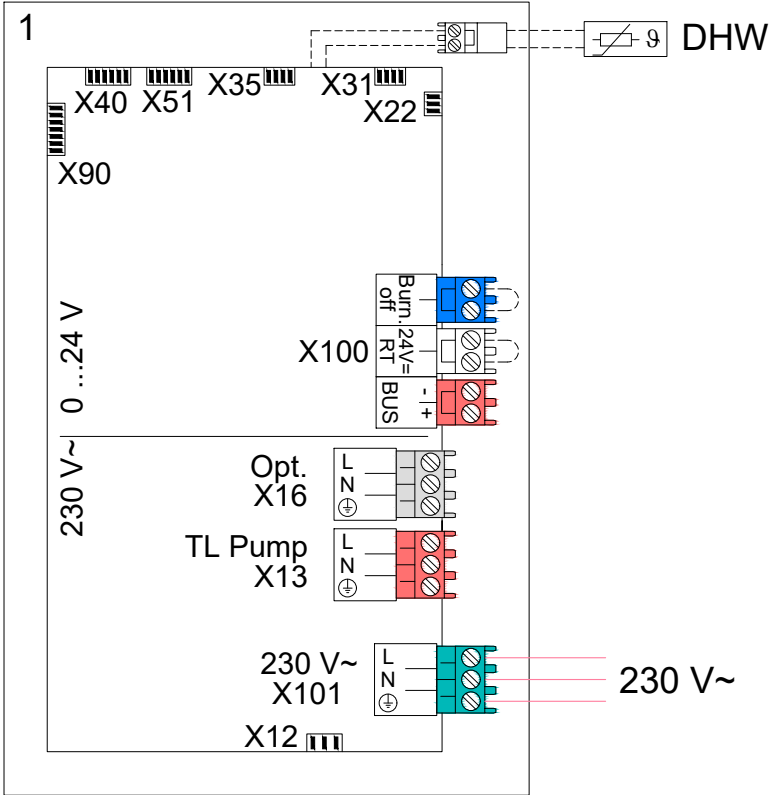 1
ϑ DHW
X40 X51 X35 X31
X22
X90
Burn.
off
X100
24V=
RT
BUS
-
+
0 ...24 V
230 V~
Opt.
X16
L
N
TL Pump
X13
L
N
230 V~
X101
L
N
230 V~
X12